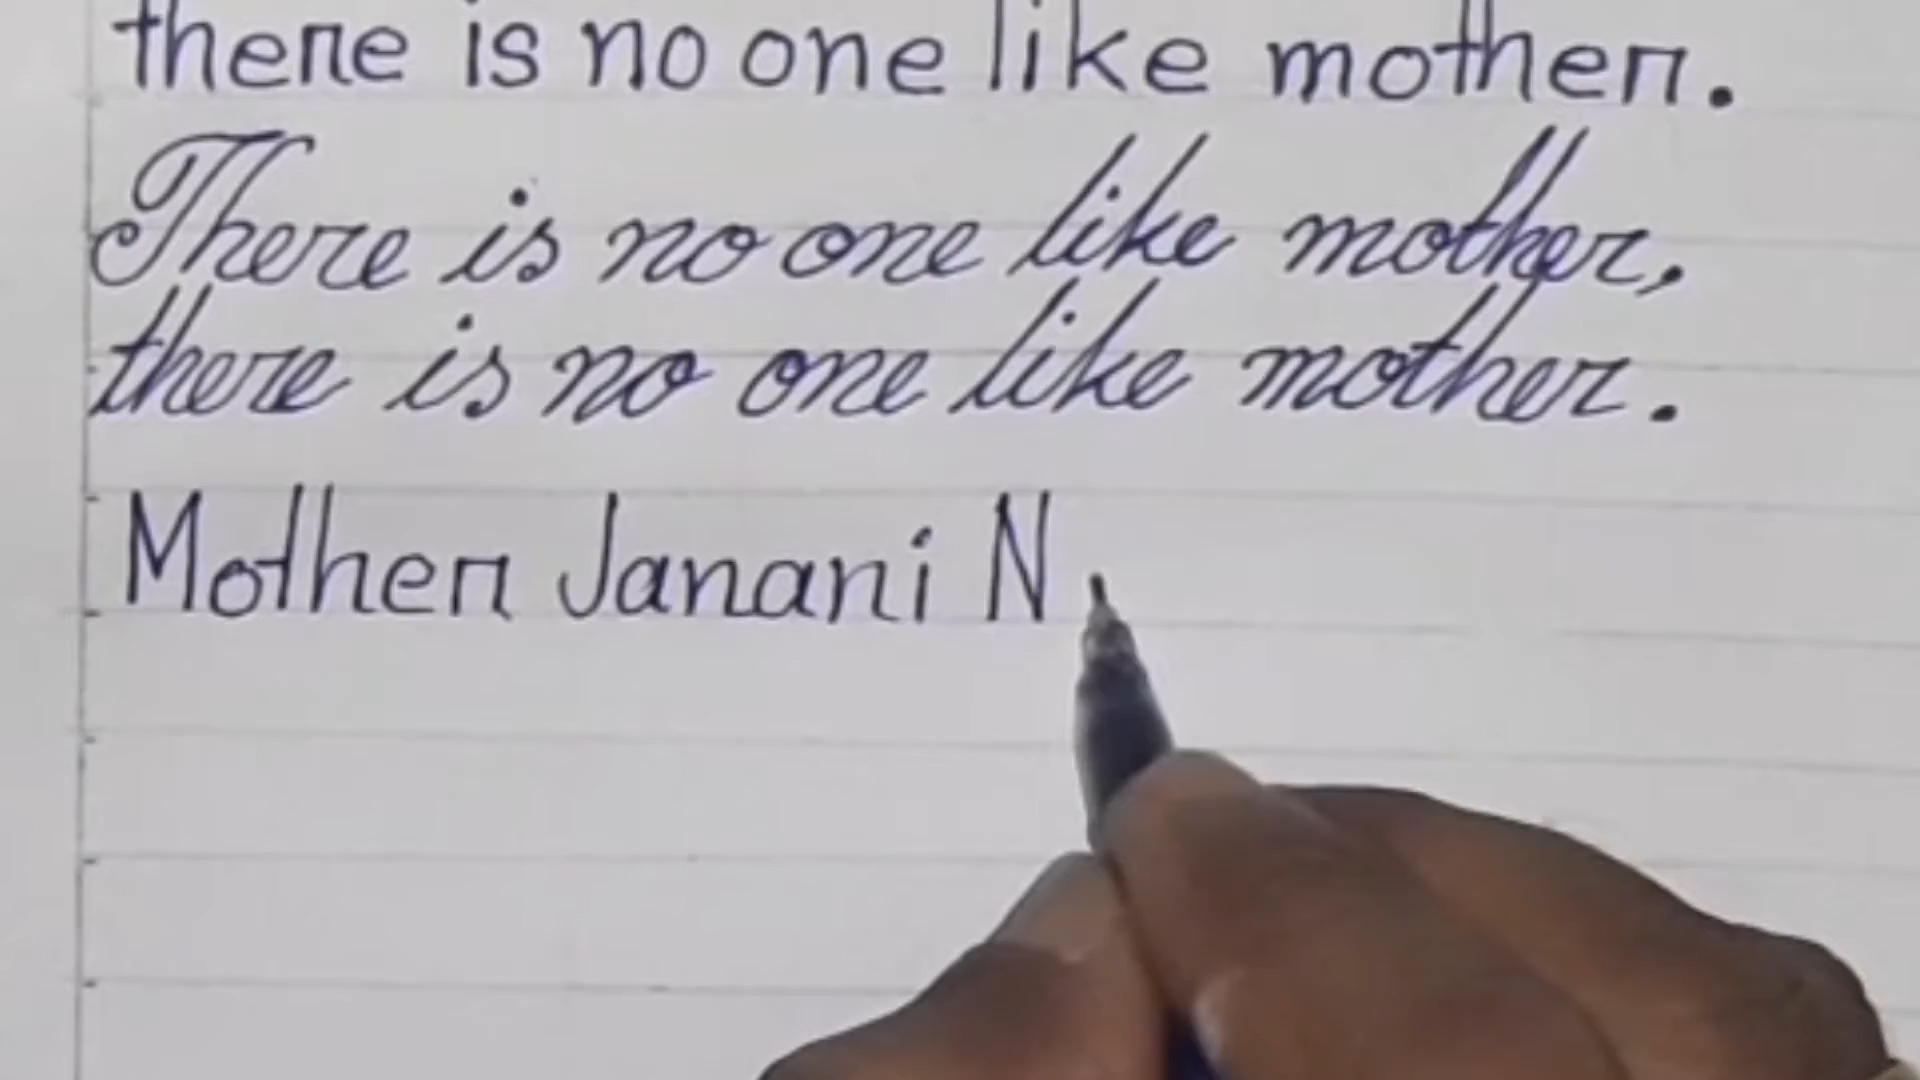 there is no one like mother.
There is no one like mother,
there is no one like mother.
Mother Janani N